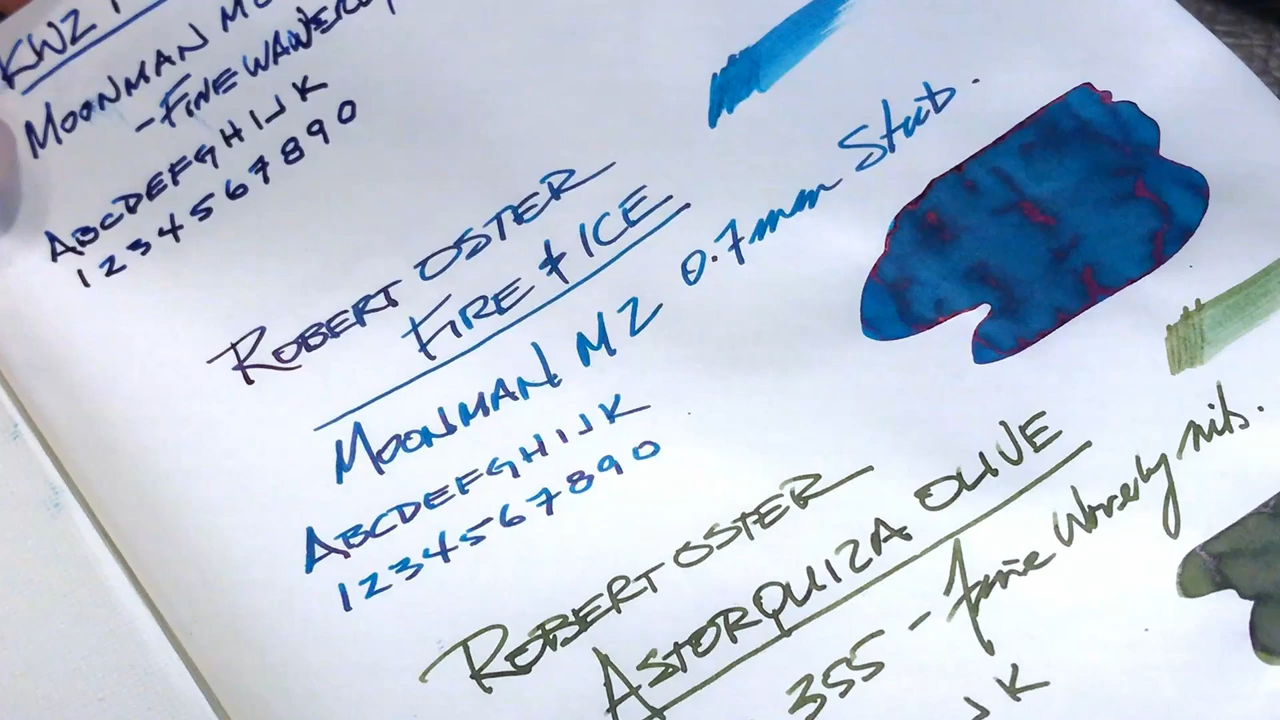 KWZ
MOONMAN
-FINE
ABCDEFGHIJK
1234567890
ROBERT OSTER
FIRE & ICE
MOONMAN M2 0.7mm Stub.
ABCDEFGHIJK
1234567890
ROBERT OSTER
ASTORQUIZA OLIVE
355 - fine Waverly nib.
JK